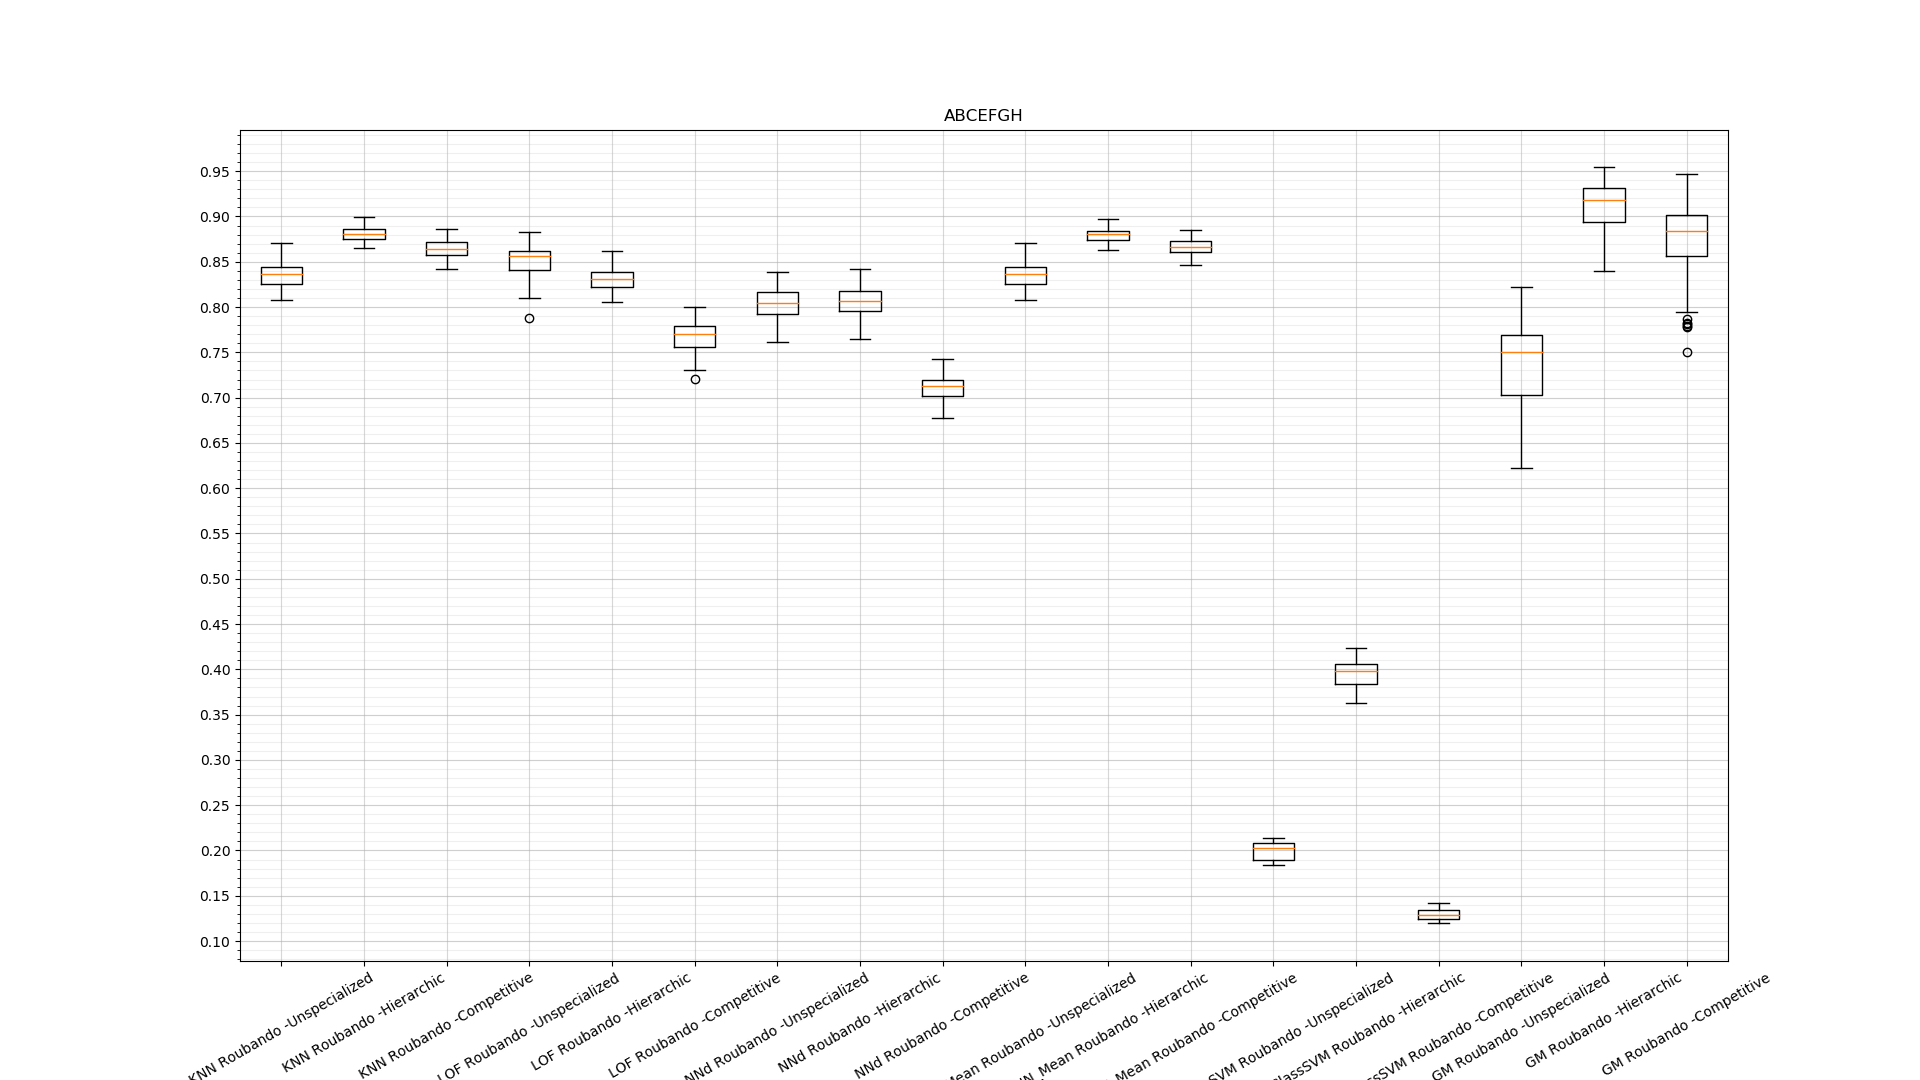 ABCEFGH
0.95
0.90
0.85
0.80
0.75
0.70
0.65
0.60
0.55
0.50
0.45
0.40
0.35
0.30
0.25
0.20
0.15
0.10
KNN Roubando -Unspecialized
KNN Roubando -Hierarchic
KNN Roubando -Competitive
LOF Roubando -Unspecialized
LOF Roubando -Hierarchic
LOF Roubando -Competitive
NNd Roubando -Unspecialized
NNd Roubando -Hierarchic
NNd Roubando -Competitive
Mean Roubando -Unspecialized
N_Mean Roubando -Hierarchic
Mean Roubando -Competitive
SVM Roubando -Unspecialized
lassSVM Roubando -Hierarchic
sSVM Roubando -Competitive
GM Roubando -Unspecialized
GM Roubando -Hierarchic
GM Roubando -Competitive